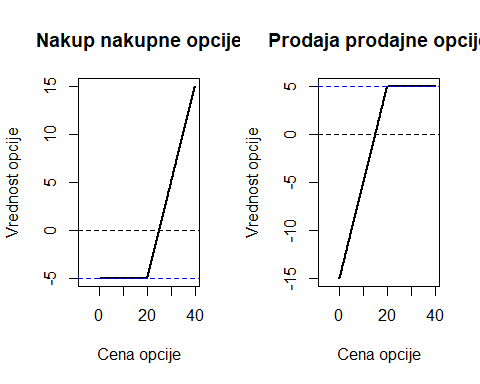 Nakup nakupne opcije
Vrednost opcije
15
10
5
0
-5
0
20
40
Cena opcije
Prodaja prodajne opcij
Vrednost opcije
5
0
-5
-10
-15
0
20
40
Cena opcije